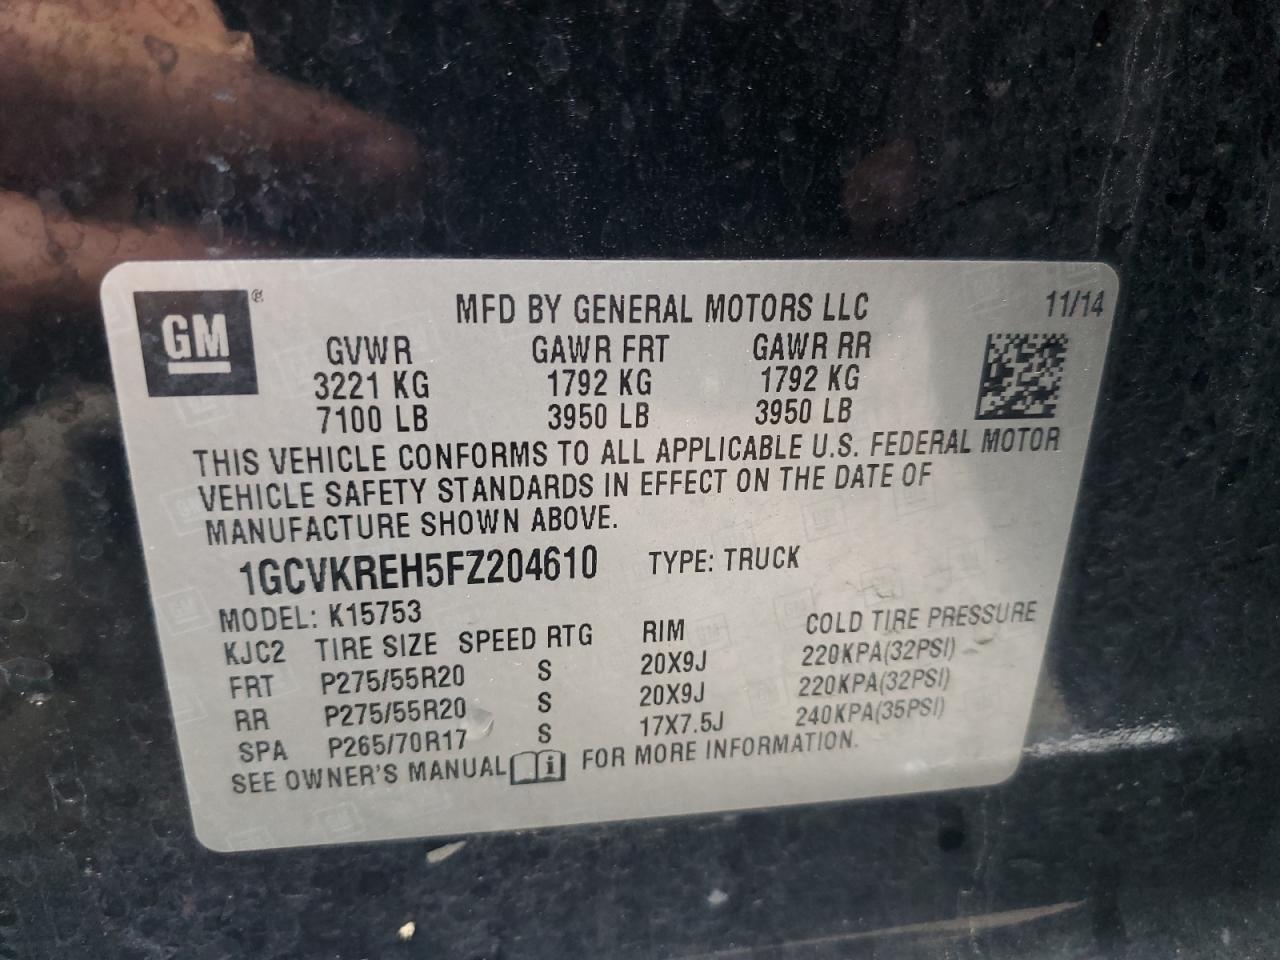 GM ®
MFD BY GENERAL MOTORS LLC 11/14
GVWR GAWR FRT GAWR RR
3221 KG 1792 KG 1792 KG
7100 LB 3950 LB 3950 LB
THIS VEHICLE CONFORMS TO ALL APPLICABLE U.S. FEDERAL MOTOR
VEHICLE SAFETY STANDARDS IN EFFECT ON THE DATE OF
MANUFACTURE SHOWN ABOVE.
1GCVKREH5FZ204610 TYPE: TRUCK
MODEL: K15753
KJC2 TIRE SIZE SPEED RTG RIM COLD TIRE PRESSURE
FRT P275/55R20 S 20X9J 220KPA(32PSI)
RR P275/55R20 S 20X9J 220KPA(32PSI)
SPA P265/70R17 S 17X7.5J 240KPA(35PSI)
SEE OWNER'S MANUAL i FOR MORE INFORMATION.